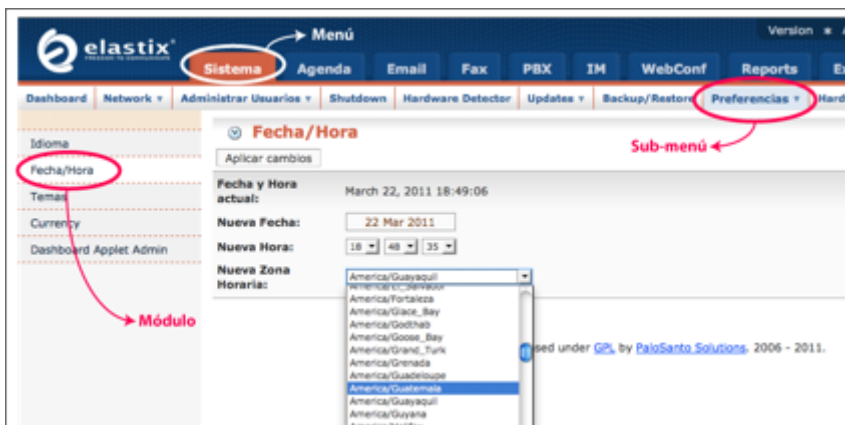 Menú
Version
elastix
FREEDOM TO COMMUNICATE
Sistema Agenda Email Fax PBX IM WebConf Reports
Dashboard Network Administrar Usuarios Shutdown Hardware Detector Updates Backup/Restore Preferencias Hard
Sub-menú
Fecha/Hora
Idioma
Aplicar cambios
Fecha/Hora
Fecha y Hora actual: March 22, 2011 18:49:06
Temas
Nueva Fecha: 22 Mar 2011
Currency
Nueva Hora: 18 48 35
Dashboard Applet Admin
Nueva Zona Horaria: America/Guayaquil
America/El_Salvador
America/Fortaleza
America/Glace_Bay
Módulo
America/Godthab
America/Goose_Bay
America/Grand_Turk
sed under GPL by PaloSanto Solutions. 2006 - 2011.
America/Grenada
America/Guadeloupe
America/Guatemala
America/Guayaquil
America/Guyana